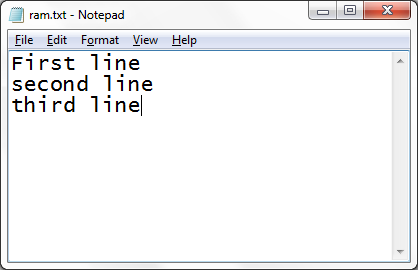 ram.txt - Notepad
File Edit Format View Help
First line
second line
third line